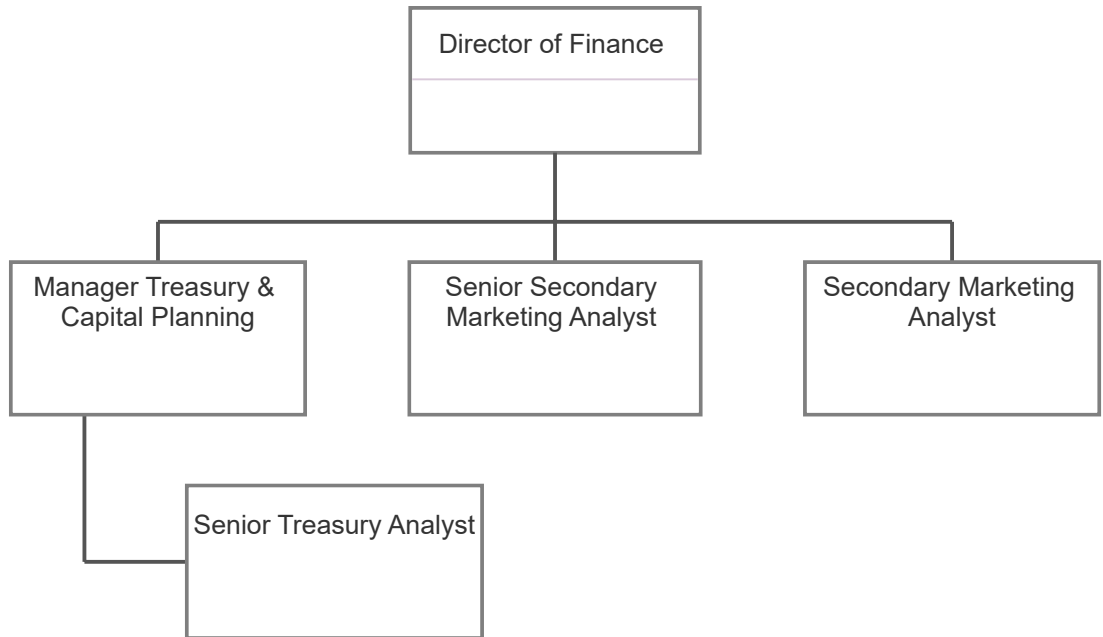 Director of Finance
Manager Treasury &
Capital Planning
Senior Secondary
Marketing Analyst
Secondary Marketing
Analyst
Senior Treasury Analyst